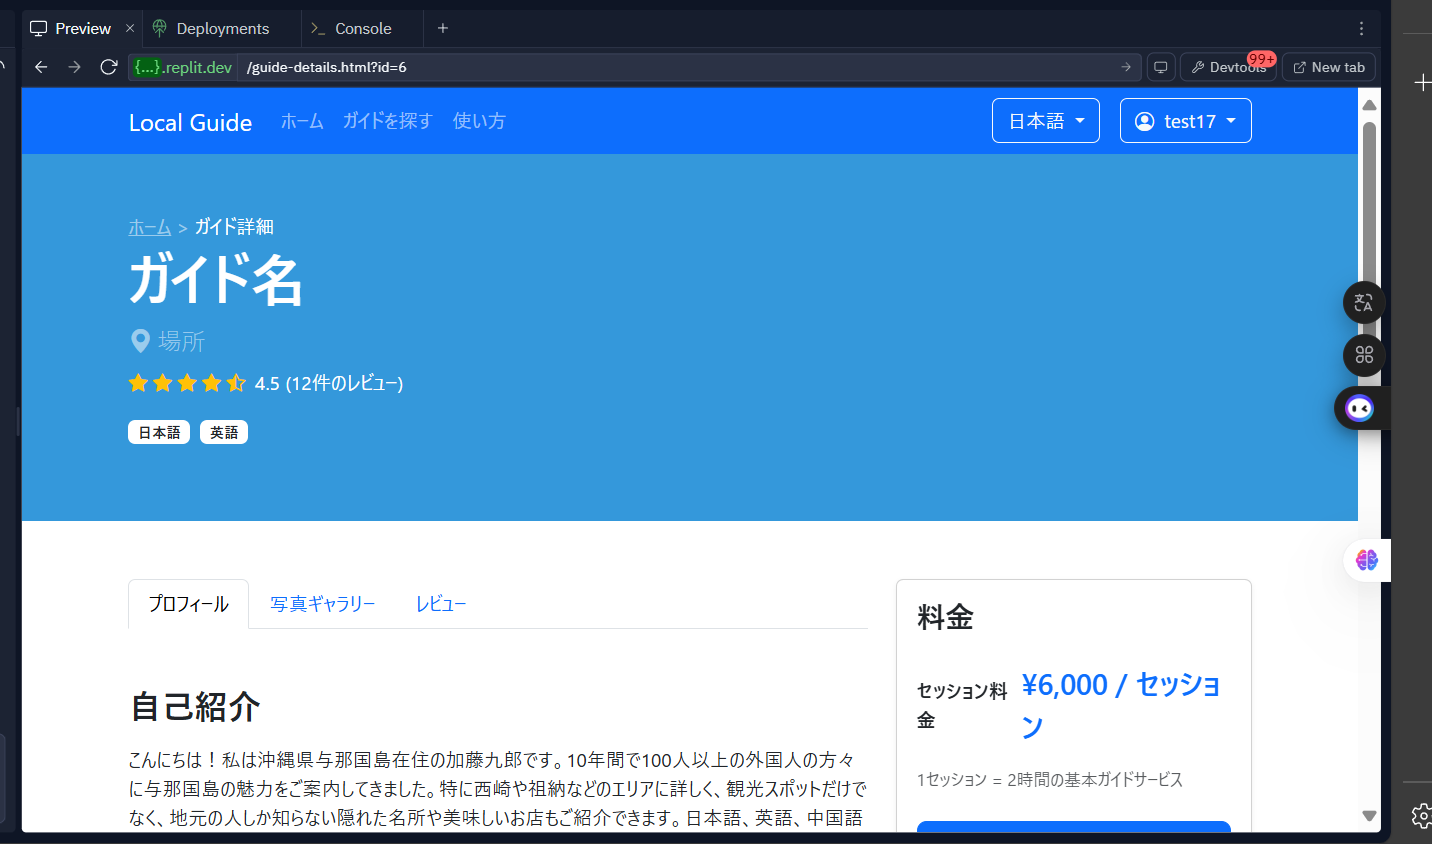 Preview
Deployments
Console
{...}.replit.dev /guide-details.html?id=6
Devtools
99+
New tab
Local Guide ホーム ガイドを探す 使い方
日本語
test17
ホーム > ガイド詳細
ガイド名
場所
4.5 (12件のレビュー)
日本語 英語
プロフィール 写真ギャラリー レビュー
自己紹介
こんにちは！私は沖縄県与那国島在住の加藤九郎です。10年間で100人以上の外国人の方々
に与那国島の魅力をご案内してきました。特に西崎や祖納などのエリアに詳しく、観光スポットだけで
なく、地元の人しか知らない隠れた名所や美味しいお店もご紹介できます。日本語、英語、中国語
料金
セッション料
金
¥6,000 / セッショ
ン
1セッション = 2時間の基本ガイドサービス